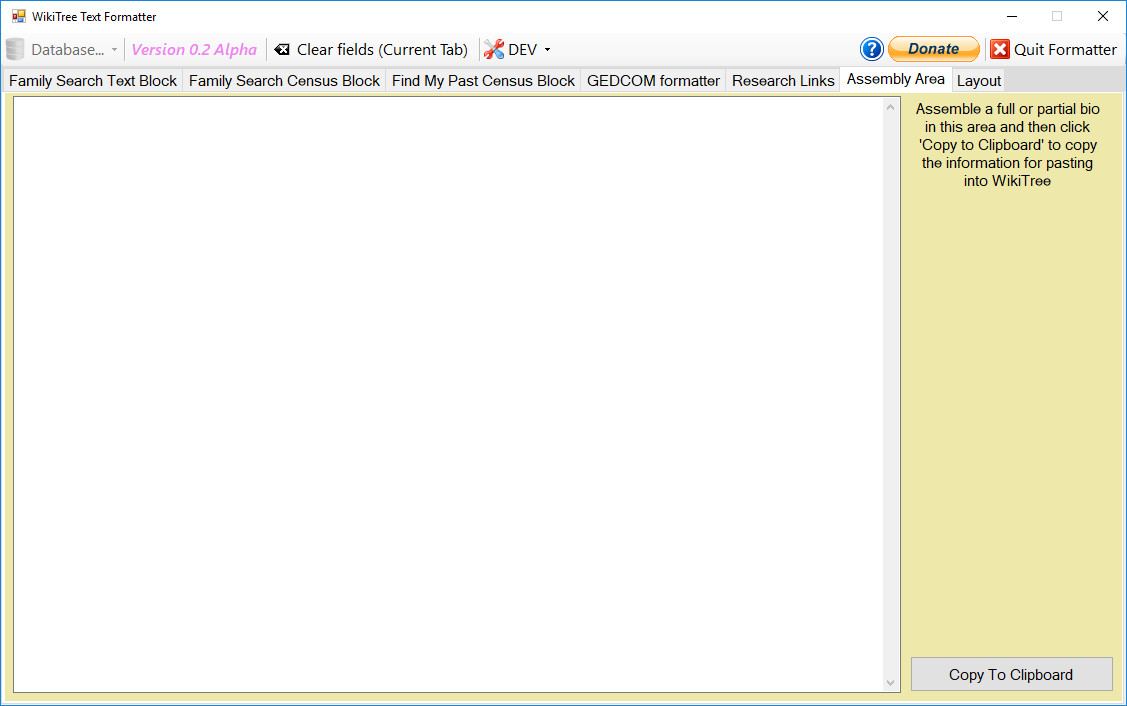 WikiTree Text Formatter
Database... Version 0.2 Alpha Clear fields (Current Tab) DEV ? Donate Quit Formatter
Family Search Text Block Family Search Census Block Find My Past Census Block GEDCOM formatter Research Links Assembly Area Layout
Assemble a full or partial bio
in this area and then click
'Copy to Clipboard' to copy
the information for pasting
into WikiTree
Copy To Clipboard